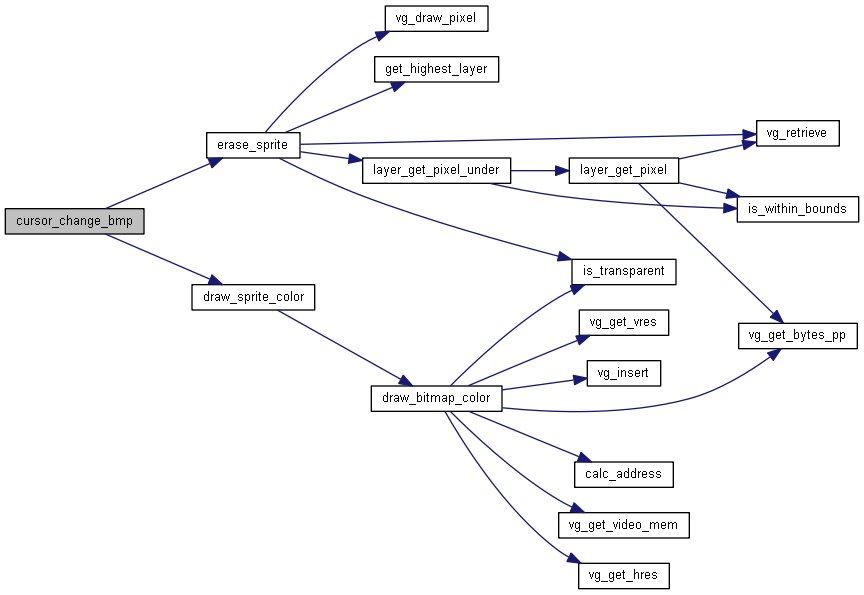 vg_draw_pixel
get_highest_layer
vg_retrieve
erase_sprite
layer_get_pixel_under
layer_get_pixel
is_within_bounds
cursor_change_bmp
is_transparent
draw_sprite_color
vg_get_vres
vg_get_bytes_pp
vg_insert
draw_bitmap_color
calc_address
vg_get_video_mem
vg_get_hres